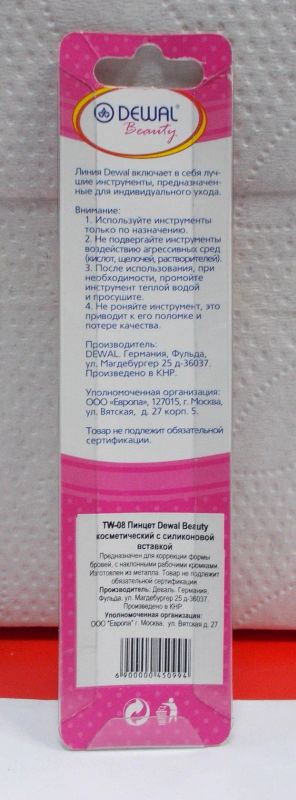 DEWAL®
Beauty
Линия Dewal включает в себя луч-
шие инструменты, предназначен-
ные для индивидуального ухода.
Внимание:
1. Используйте инструменты
только по назначению.
2. Не подвергайте инструменты
воздействию агрессивных сред
(кислот, щелочей, растворителей).
3. После использования, при
необходимости, промойте
инструмент теплой водой
и просушите.
4. Не роняйте инструмент, это
приводит к его поломке и
потере качества.
Производитель:
DEWAL. Германия, Фульда,
ул. Магдебургер 25 д-36037.
Произведено в КНР.
Уполномоченная организация:
ООО «Европа», 127015, г. Москва,
ул. Вятская, д. 27 корп. 5.
Товар не подлежит обязательной
сертификации.
TW-08 Пинцет Dewal Beauty
косметический с силиконовой
вставкой
Предназначен для коррекции формы
бровей, с наклонными рабочими кромками.
Изготовлен из металла. Товар не подлежит
обязательной сертификации.
Производитель: Деваль. Германия,
Фульда. ул. Магдебургер 25 д-36037.
Произведено в КНР
Уполномоченная организация:
ООО "Европа" г. Москва, ул. Вятская д. 27
6900000450994